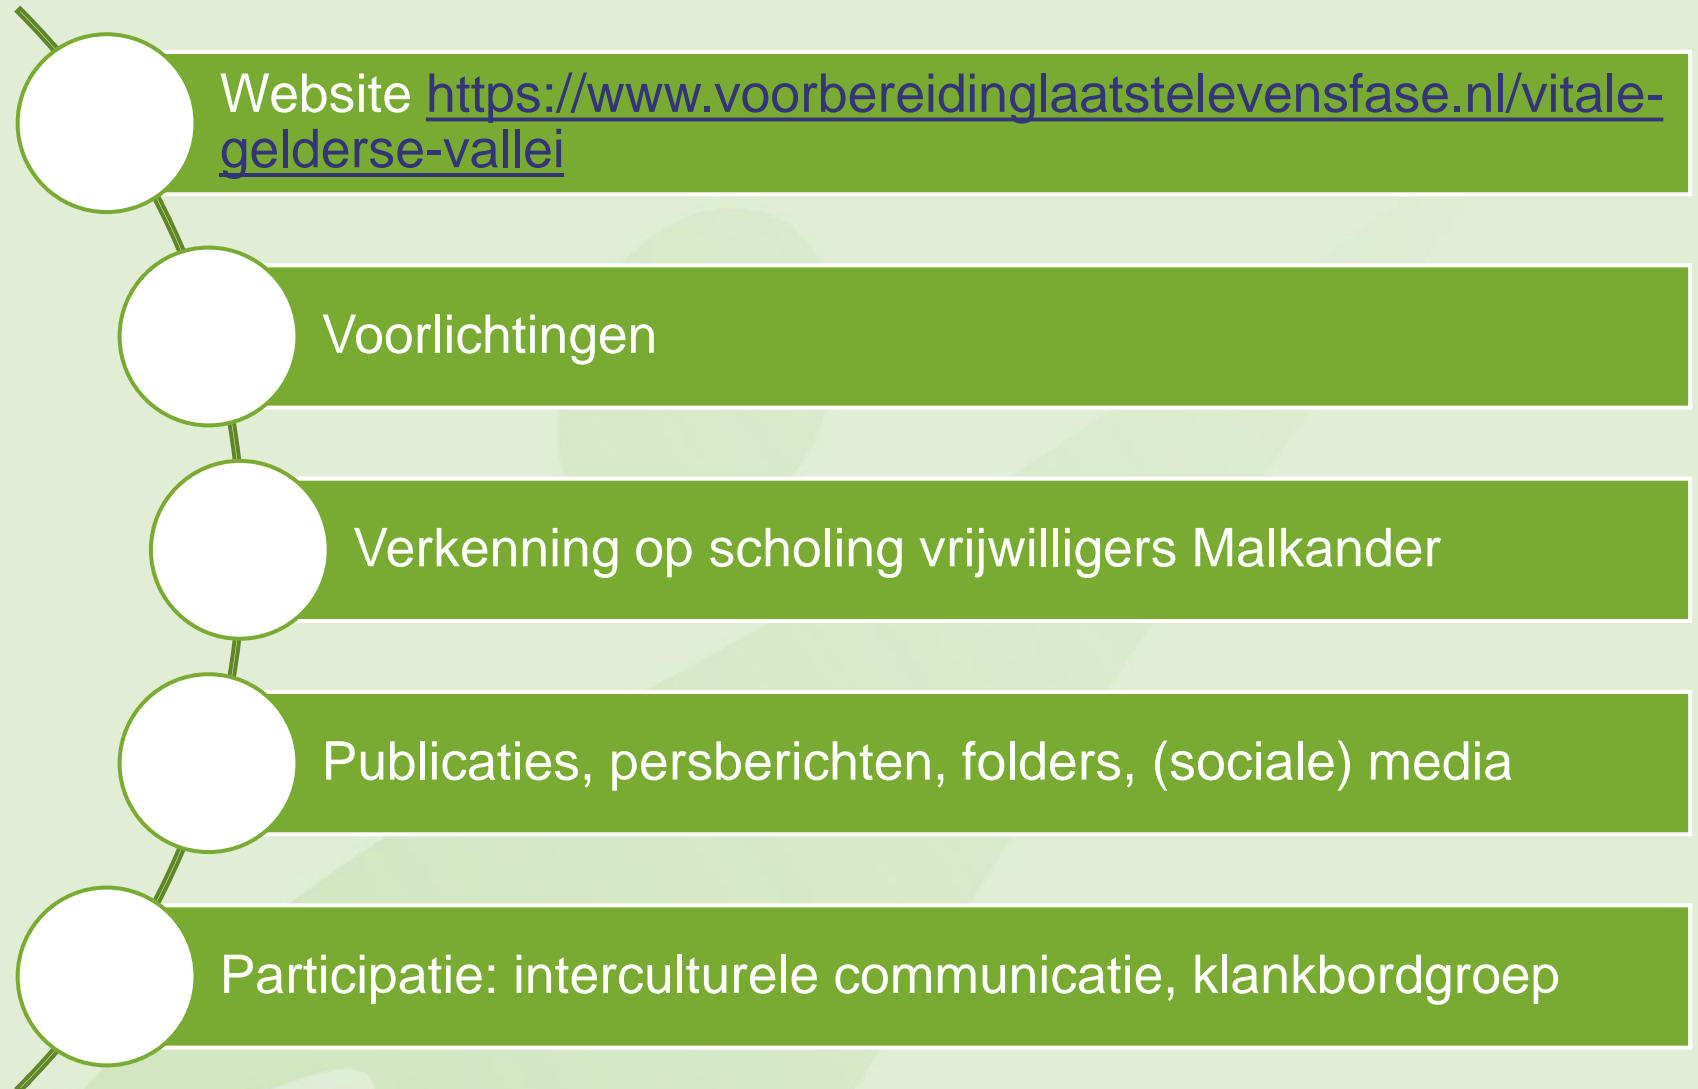 Website https://www.voorbereidinglaatstelevensfase.nl/vitale-
gelderse-vallei
Voorlichtingen
Verkenning op scholing vrijwilligers Malkander
Publicaties, persberichten, folders, (sociale) media
Participatie: interculturele communicatie, klankbordgroep